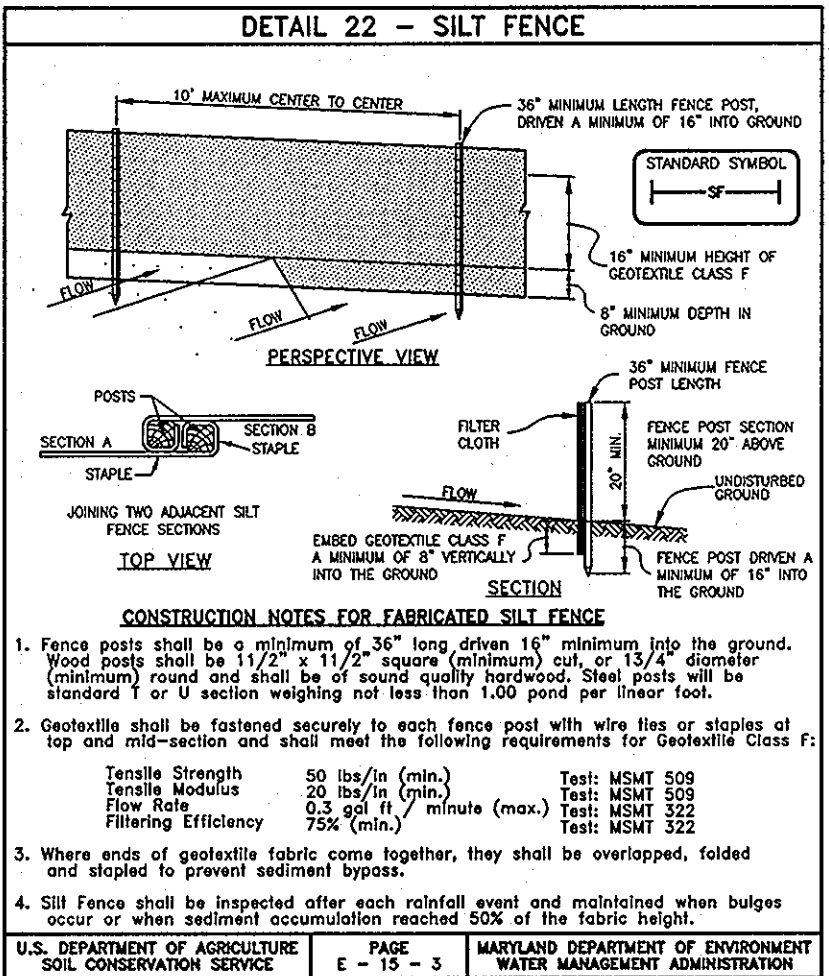 DETAIL 22 – SILT FENCE
10' MAXIMUM CENTER TO CENTER
36" MINIMUM LENGTH FENCE POST,
DRIVEN A MINIMUM OF 16" INTO GROUND
STANDARD SYMBOL
SF
16" MINIMUM HEIGHT OF
GEOTEXTILE CLASS F
8" MINIMUM DEPTH IN
GROUND
FLOW
FLOW
FLOW
PERSPECTIVE VIEW
36" MINIMUM FENCE
POST LENGTH
POSTS
SECTION A
SECTION B
STAPLE
STAPLE
JOINING TWO ADJACENT SILT
FENCE SECTIONS
TOP VIEW
FILTER
CLOTH
20" MIN.
FENCE POST SECTION
MINIMUM 20" ABOVE
GROUND
UNDISTURBED
GROUND
FLOW
EMBED GEOTEXTILE CLASS F
A MINIMUM OF 8" VERTICALLY
INTO THE GROUND
FENCE POST DRIVEN A
MINIMUM OF 16" INTO
THE GROUND
SECTION
CONSTRUCTION NOTES FOR FABRICATED SILT FENCE
1. Fence posts shall be a minimum of 36" long driven 16" minimum into the ground.
Wood posts shall be 11/2" x 11/2" square (minimum) cut, or 13/4" diameter
(minimum) round and shall be of sound quality hardwood. Steel posts will be
standard T or U section weighing not less than 1.00 pond per linear foot.
2. Geotextile shall be fastened securely to each fence post with wire ties or staples at
top and mid-section and shall meet the following requirements for Geotextile Class F:
Tensile Strength 50 lbs/in (min.) Test: MSMT 509
Tensile Modulus 20 lbs/in (min.) Test: MSMT 509
Flow Rate 0.3 gal ft / minute (max.) Test: MSMT 322
Filtering Efficiency 75% (min.) Test: MSMT 322
3. Where ends of geotextile fabric come together, they shall be overlapped, folded
and stapled to prevent sediment bypass.
4. Silt Fence shall be inspected after each rainfall event and maintained when bulges
occur or when sediment accumulation reached 50% of the fabric height.
U.S. DEPARTMENT OF AGRICULTURE
SOIL CONSERVATION SERVICE
PAGE
E – 15 – 3
MARYLAND DEPARTMENT OF ENVIRONMENT
WATER MANAGEMENT ADMINISTRATION